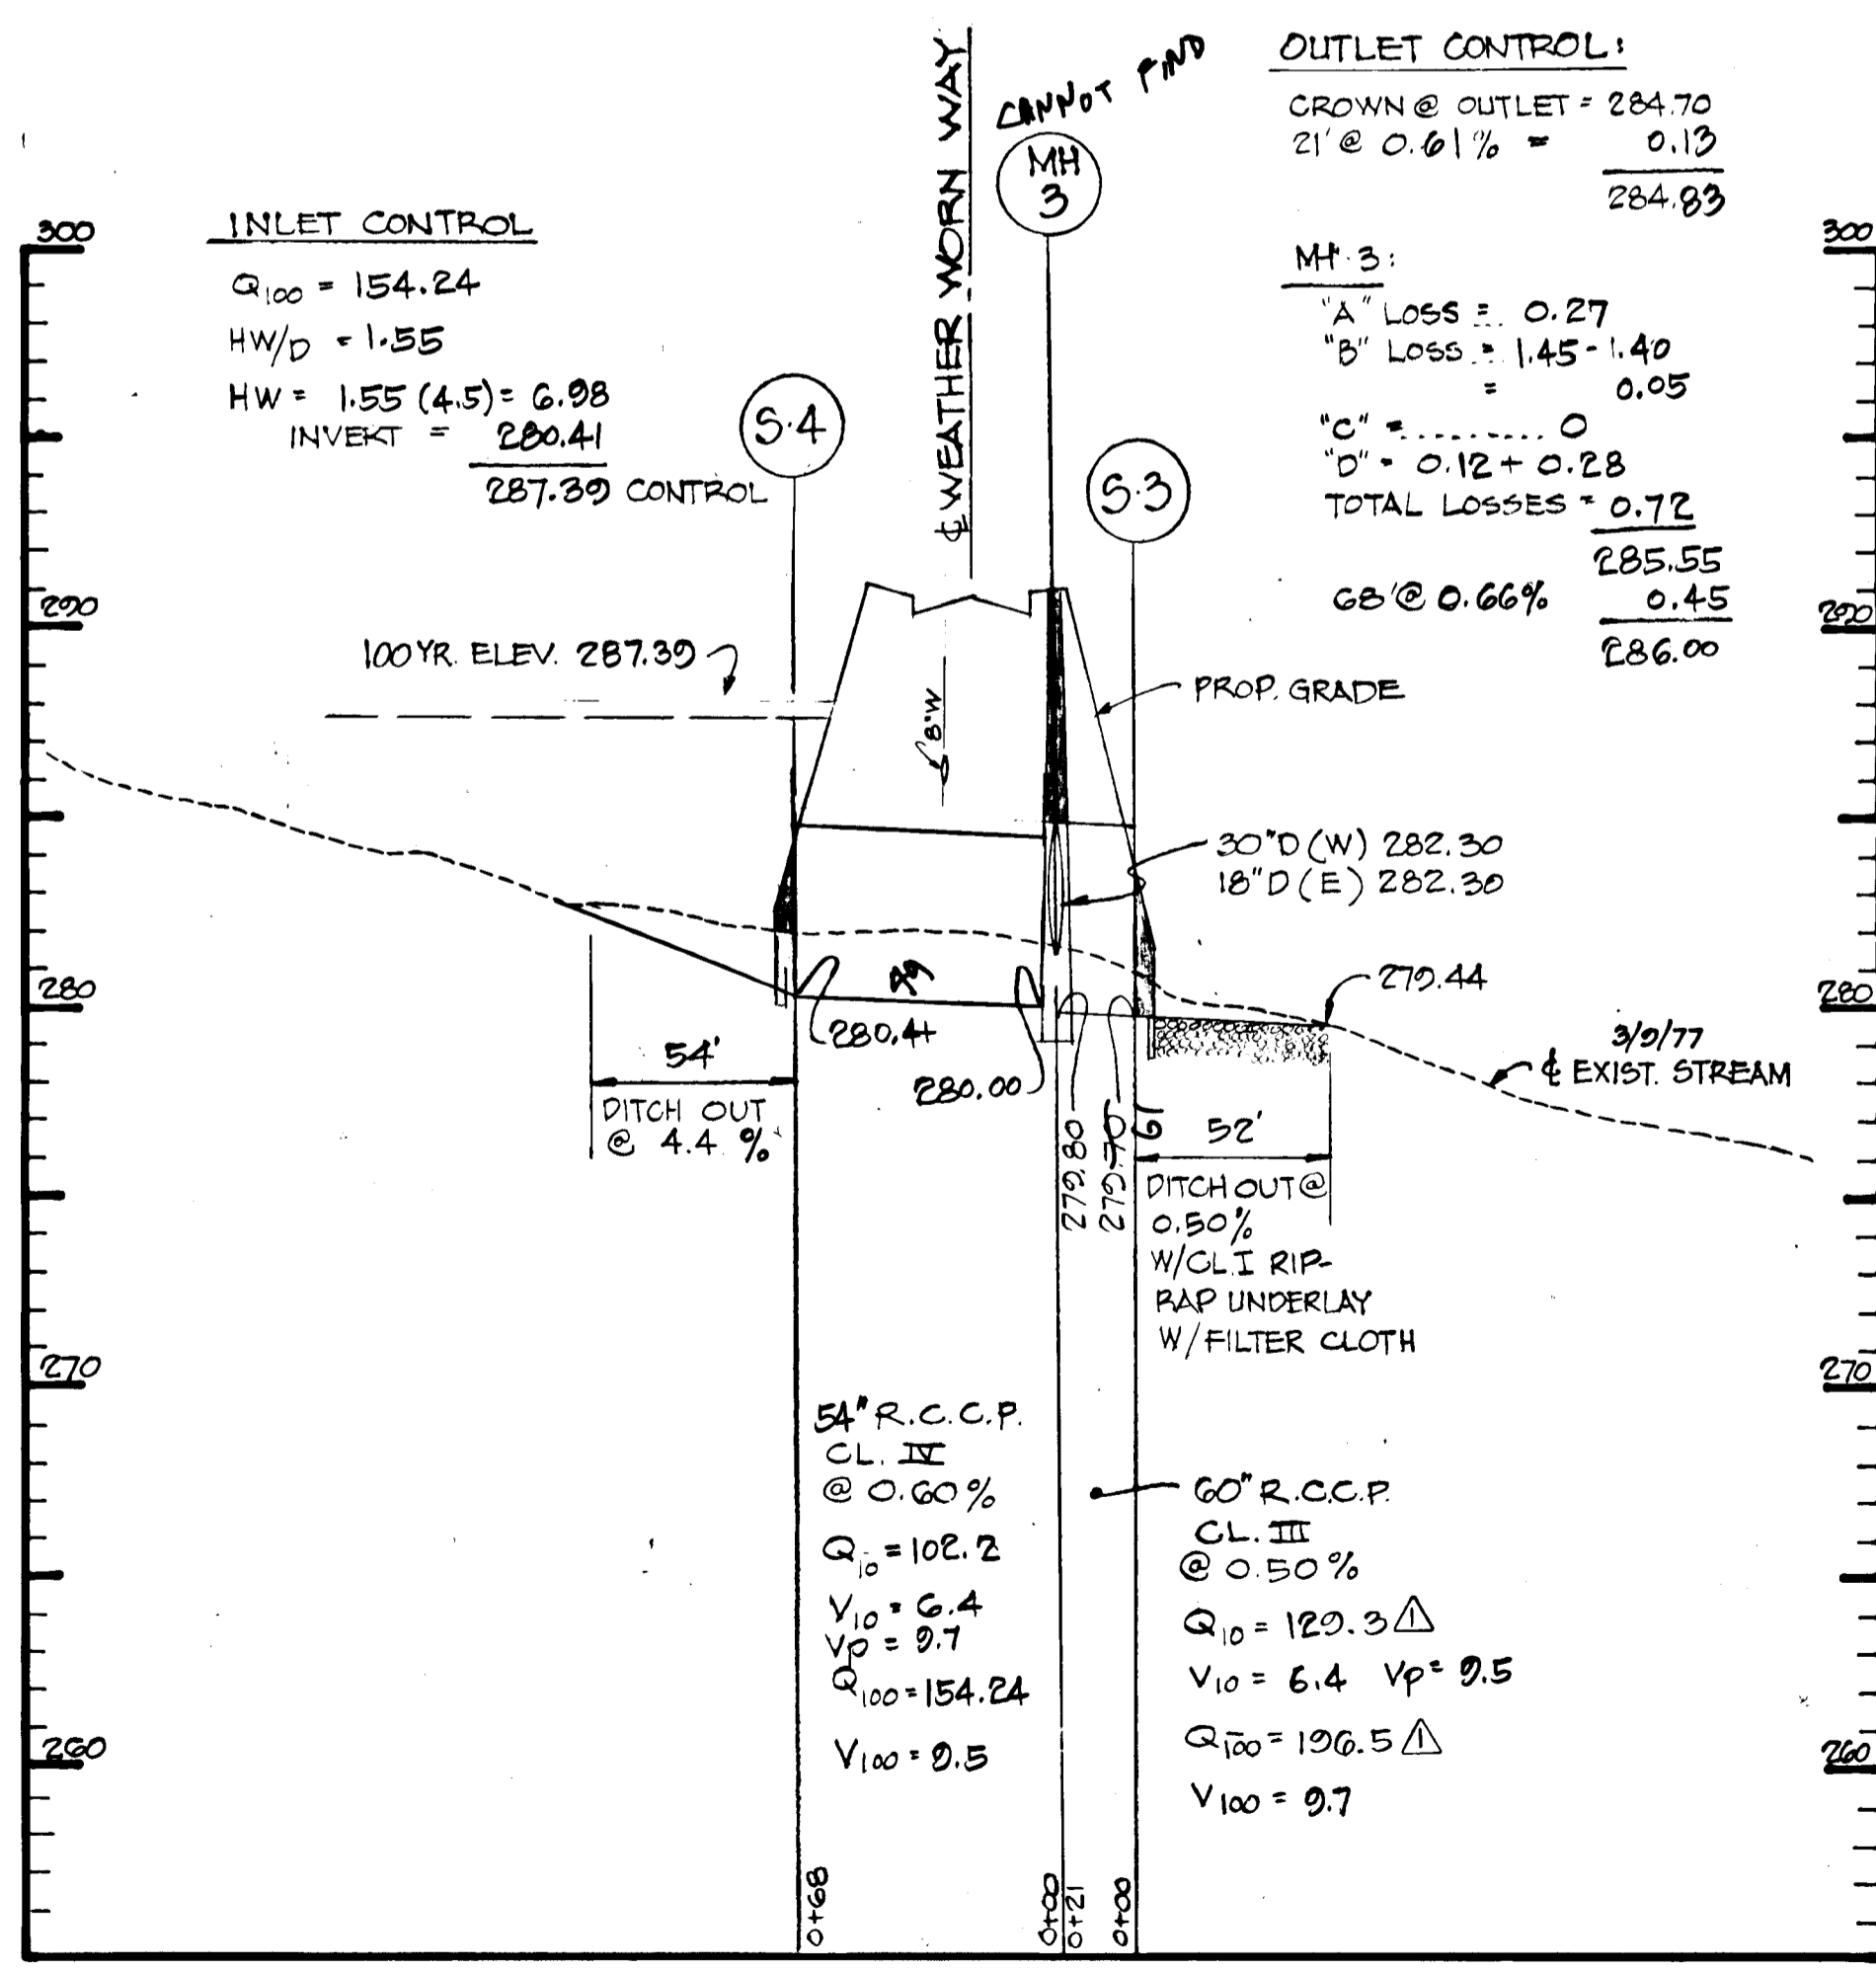 OUTLET CONTROL:
CROWN @ OUTLET = 284.70
21' @ 0.61% = 0.13
284.83
CANNOT FIND
MH
3
℄ WEATHER WORN WAY
INLET CONTROL
Q100 = 154.24
HW/D = 1.55
HW = 1.55 (4.5) = 6.98
INVERT = 280.41
287.39 CONTROL
MH 3:
"A" LOSS = 0.27
"B" LOSS = 1.45 - 1.40
= 0.05
"C" = .......... 0
"D" = 0.12 + 0.28
TOTAL LOSSES = 0.72
285.55
68' @ 0.66% 0.45
286.00
S-4
S-3
300
300
290
290
280
280
270
270
260
260
100 YR. ELEV. 287.39
8"W
PROP. GRADE
30"D (W) 282.30
18"D (E) 282.30
279.44
3/9/77
℄ EXIST. STREAM
280.41
280.00
54'
DITCH OUT
@ 4.4 %
279.80
279.70
61
52'
DITCH OUT @
0.50%
W/CL. I RIP-
RAP UNDERLAY
W/FILTER CLOTH
54" R.C.C.P.
CL. IV
@ 0.60%
Q10 = 102.2
V10 = 6.4
Vp = 9.7
Q100 = 154.24
V100 = 9.5
60" R.C.C.P.
CL. III
@ 0.50%
Q10 = 129.3 △1
V10 = 6.4 Vp = 9.5
Q100 = 196.5 △1
V100 = 9.7
0+68
0+00
0+21
0+00